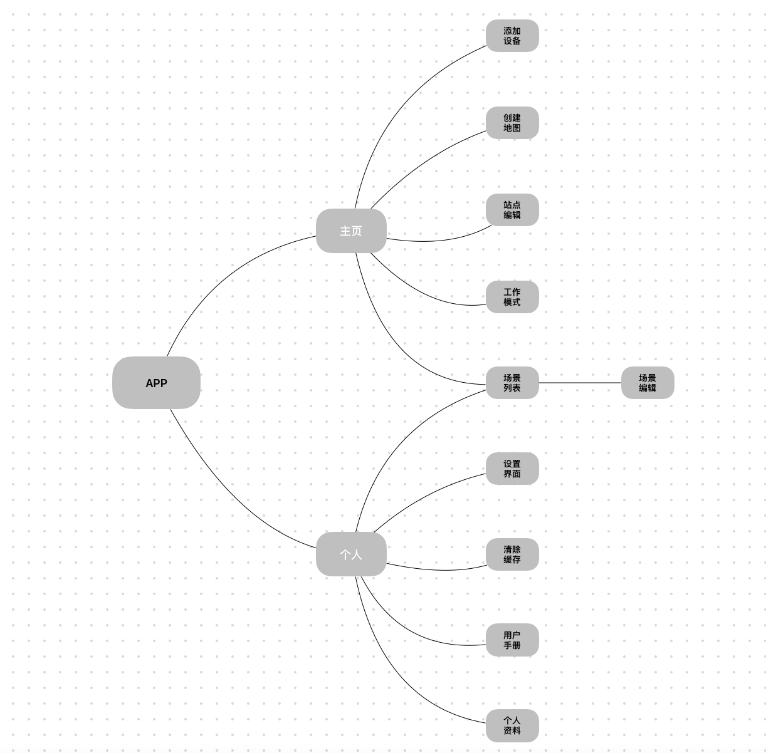 添加
设备
创建
地图
站点
编辑
主页
工作
模式
APP
场景
列表
场景
编辑
设置
界面
个人
清除
缓存
用户
手册
个人
资料